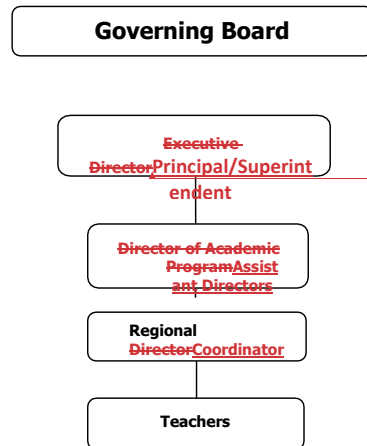 Governing Board
Executive
DirectorPrincipal/Superint
endent
Director of Academic
ProgramAssist
ant Directors
Regional
DirectorCoordinator
Teachers